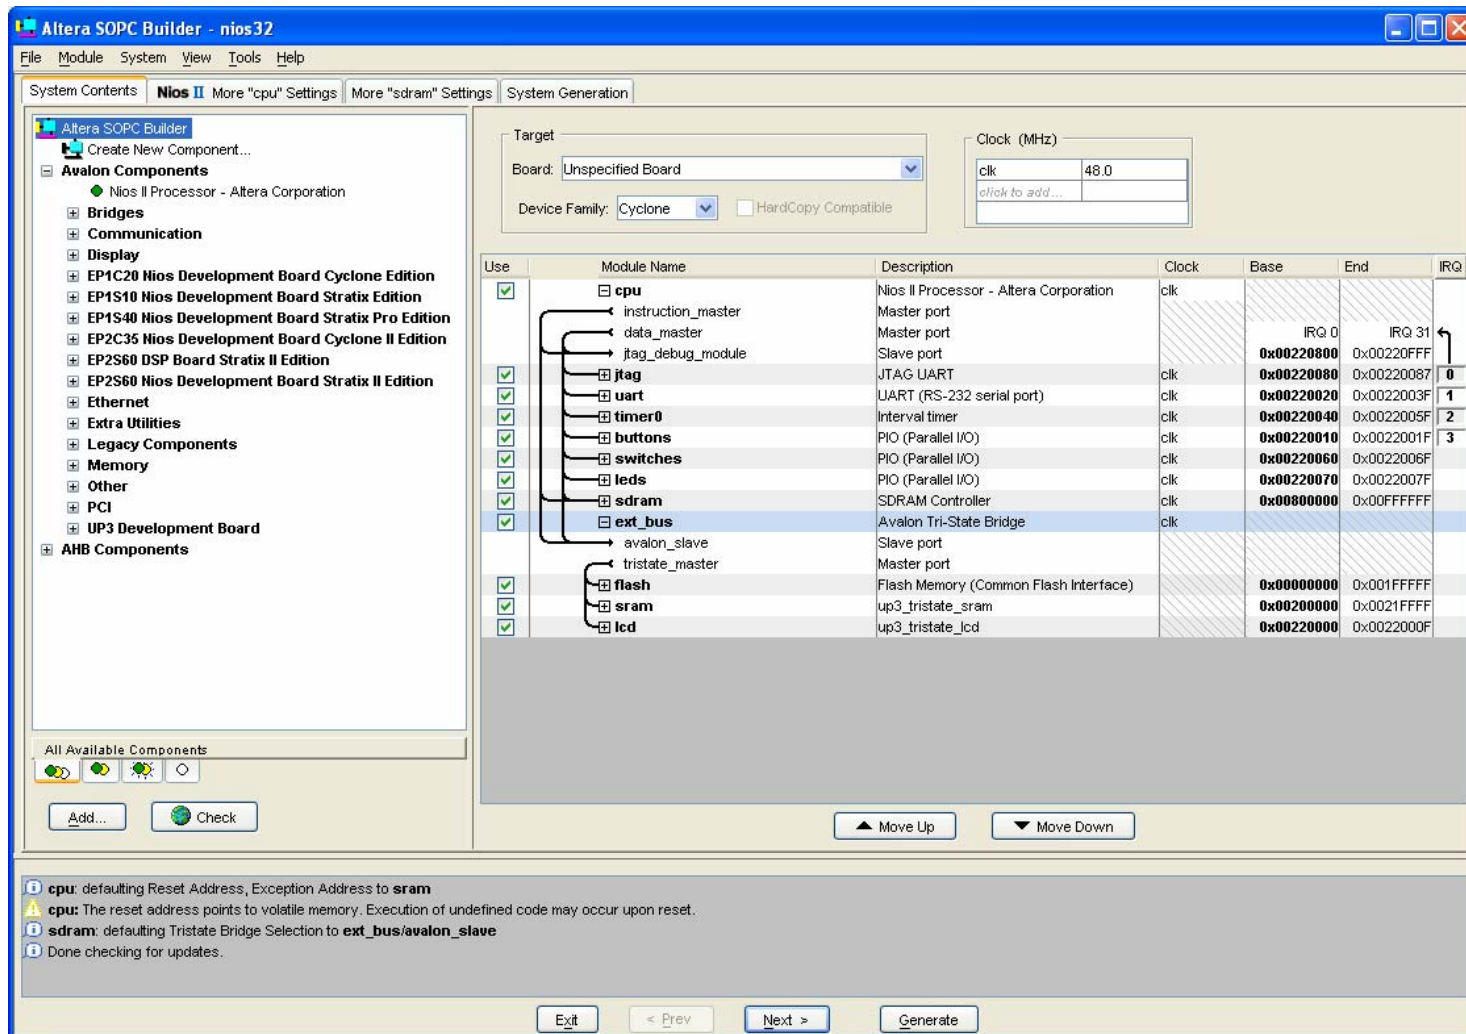 Altera SOPC Builder - nios32
File Module System View Tools Help
System Contents Nios II More "cpu" Settings More "sdram" Settings System Generation
Altera SOPC Builder
Create New Component...
Avalon Components
Nios II Processor - Altera Corporation
Bridges
Communication
Display
EP1C20 Nios Development Board Cyclone Edition
EP1S10 Nios Development Board Stratix Edition
EP1S40 Nios Development Board Stratix Pro Edition
EP2C35 Nios Development Board Cyclone II Edition
EP2S60 DSP Board Stratix II Edition
EP2S60 Nios Development Board Stratix II Edition
Ethernet
Extra Utilities
Legacy Components
Memory
Other
PCI
UP3 Development Board
AHB Components
All Available Components
Add... Check
Target
Board: Unspecified Board
Device Family: Cyclone HardCopy Compatible
Clock (MHz)
clk 48.0
click to add...
Use Module Name Description Clock Base End IRQ
cpu Nios II Processor - Altera Corporation clk
instruction_master Master port
data_master Master port IRQ 0 IRQ 31
jtag_debug_module Slave port 0x00220800 0x00220FFF
jtag JTAG UART clk 0x00220080 0x00220087 0
uart UART (RS-232 serial port) clk 0x00220020 0x0022003F 1
timer0 Interval timer clk 0x00220040 0x0022005F 2
buttons PIO (Parallel I/O) clk 0x00220010 0x0022001F 3
switches PIO (Parallel I/O) clk 0x00220060 0x0022006F
leds PIO (Parallel I/O) clk 0x00220070 0x0022007F
sdram SDRAM Controller clk 0x00800000 0x00FFFFFF
ext_bus Avalon Tri-State Bridge clk
avalon_slave Slave port
tristate_master Master port
flash Flash Memory (Common Flash Interface) 0x00000000 0x001FFFFF
sram up3_tristate_sram 0x00200000 0x0021FFFF
lcd up3_tristate_lcd 0x00220000 0x0022000F
Move Up Move Down
cpu: defaulting Reset Address, Exception Address to sram
cpu: The reset address points to volatile memory. Execution of undefined code may occur upon reset.
sdram: defaulting Tristate Bridge Selection to ext_bus/avalon_slave
Done checking for updates.
Exit < Prev Next > Generate